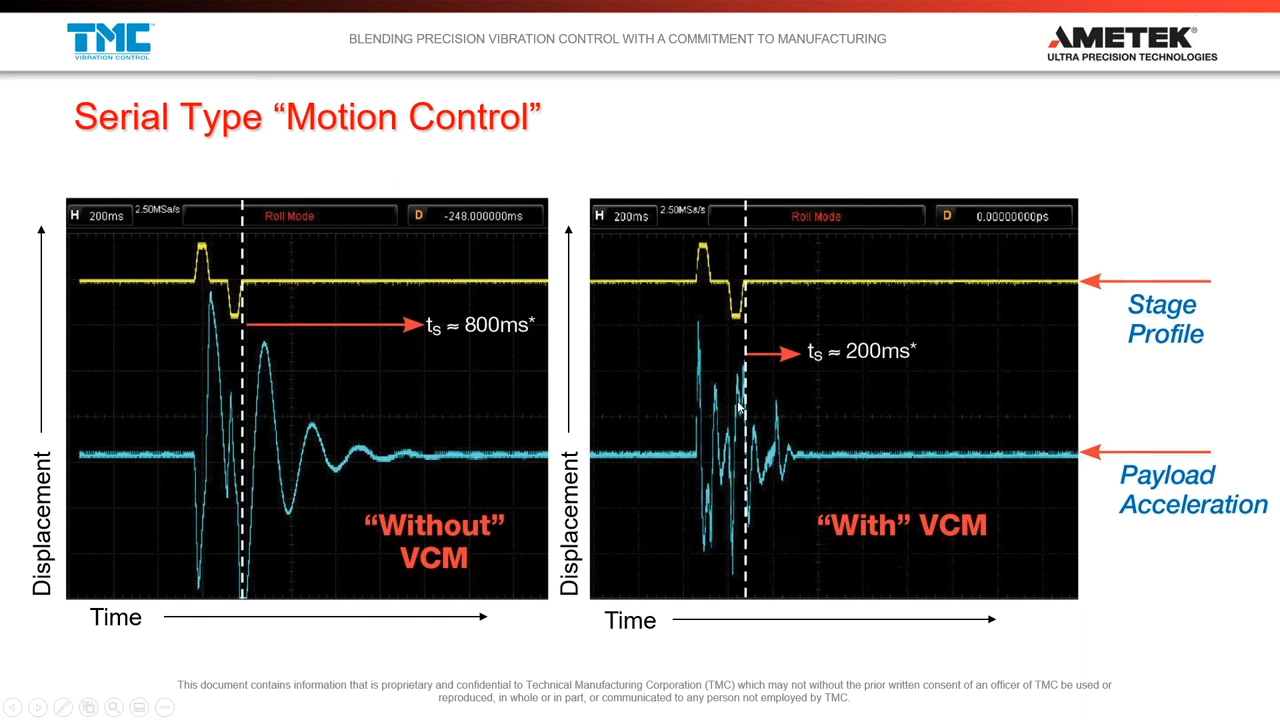 TMC
VIBRATION CONTROL
BLENDING PRECISION VIBRATION CONTROL WITH A COMMITMENT TO MANUFACTURING
AMETEK®
ULTRA PRECISION TECHNOLOGIES
Serial Type “Motion Control”
H 200ms 2.50MSa/s Roll Mode D -248.000000ms
H 200ms 2.50MSa/s Roll Mode D 0.00000000ps
ts ≈ 800ms*
ts ≈ 200ms*
Stage
Profile
Payload
Acceleration
Displacement
Displacement
“Without”
VCM
“With” VCM
Time
Time
This document contains information that is proprietary and confidential to Technical Manufacturing Corporation (TMC) which may not without the prior written consent of an officer of TMC be used or
reproduced, in whole or in part, or communicated to any person not employed by TMC.